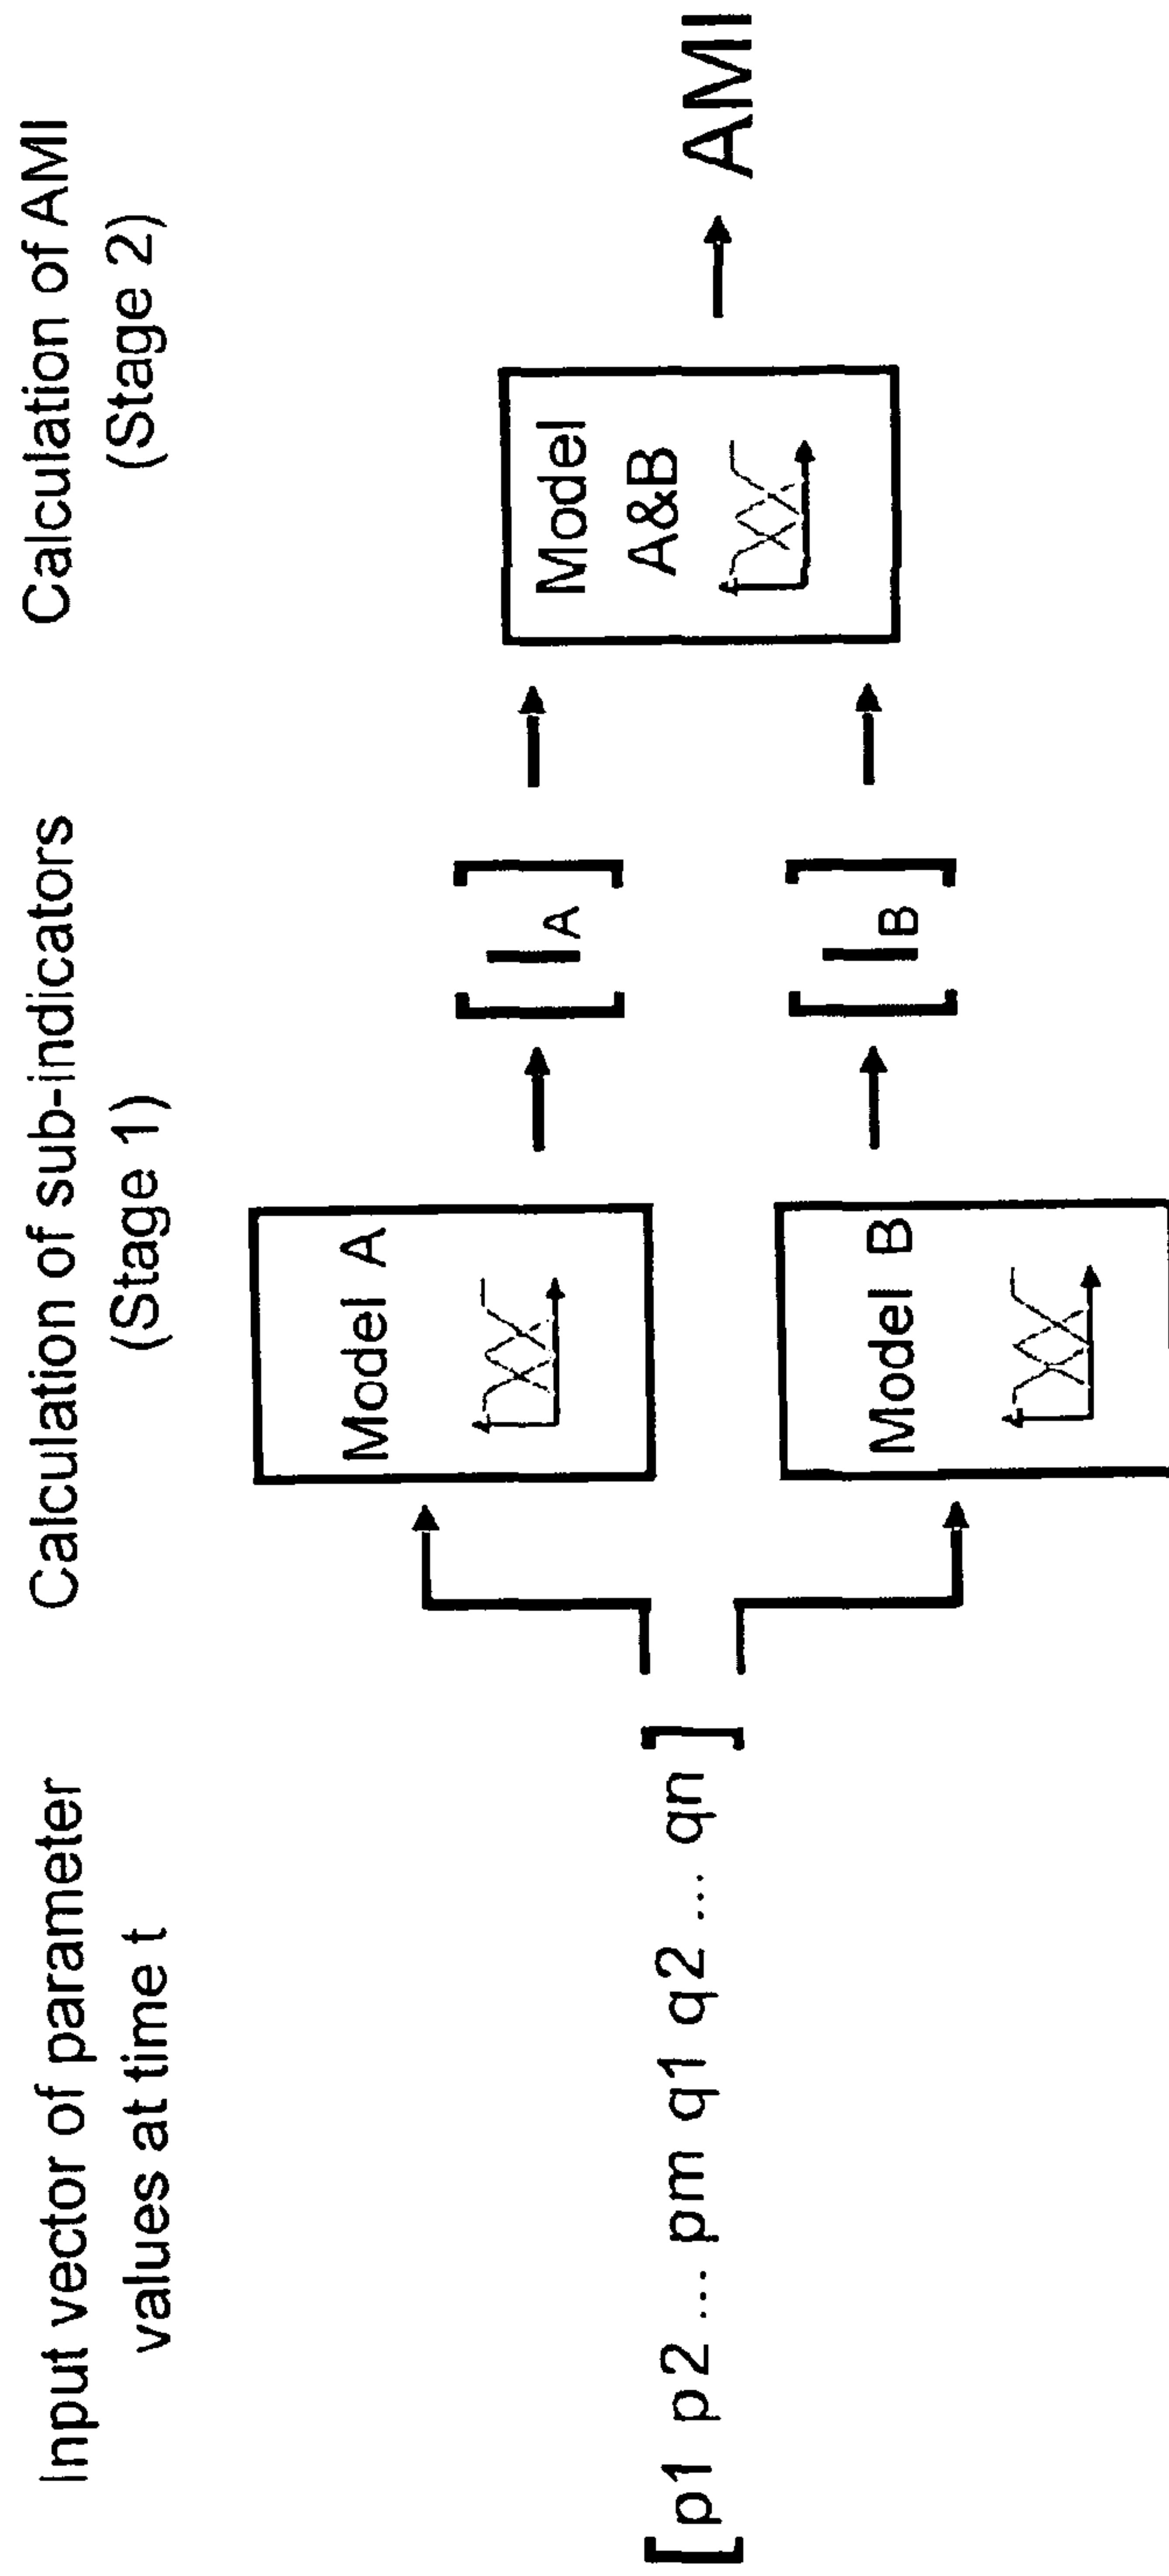 Input vector of parameter
values at time t
Calculation of sub-indicators
(Stage 1)
Calculation of AMI
(Stage 2)
[p1 p2 ... pm q1 q2 ... qn]
Model A
Model B
[I_A]
[I_B]
Model
A&B
AMI